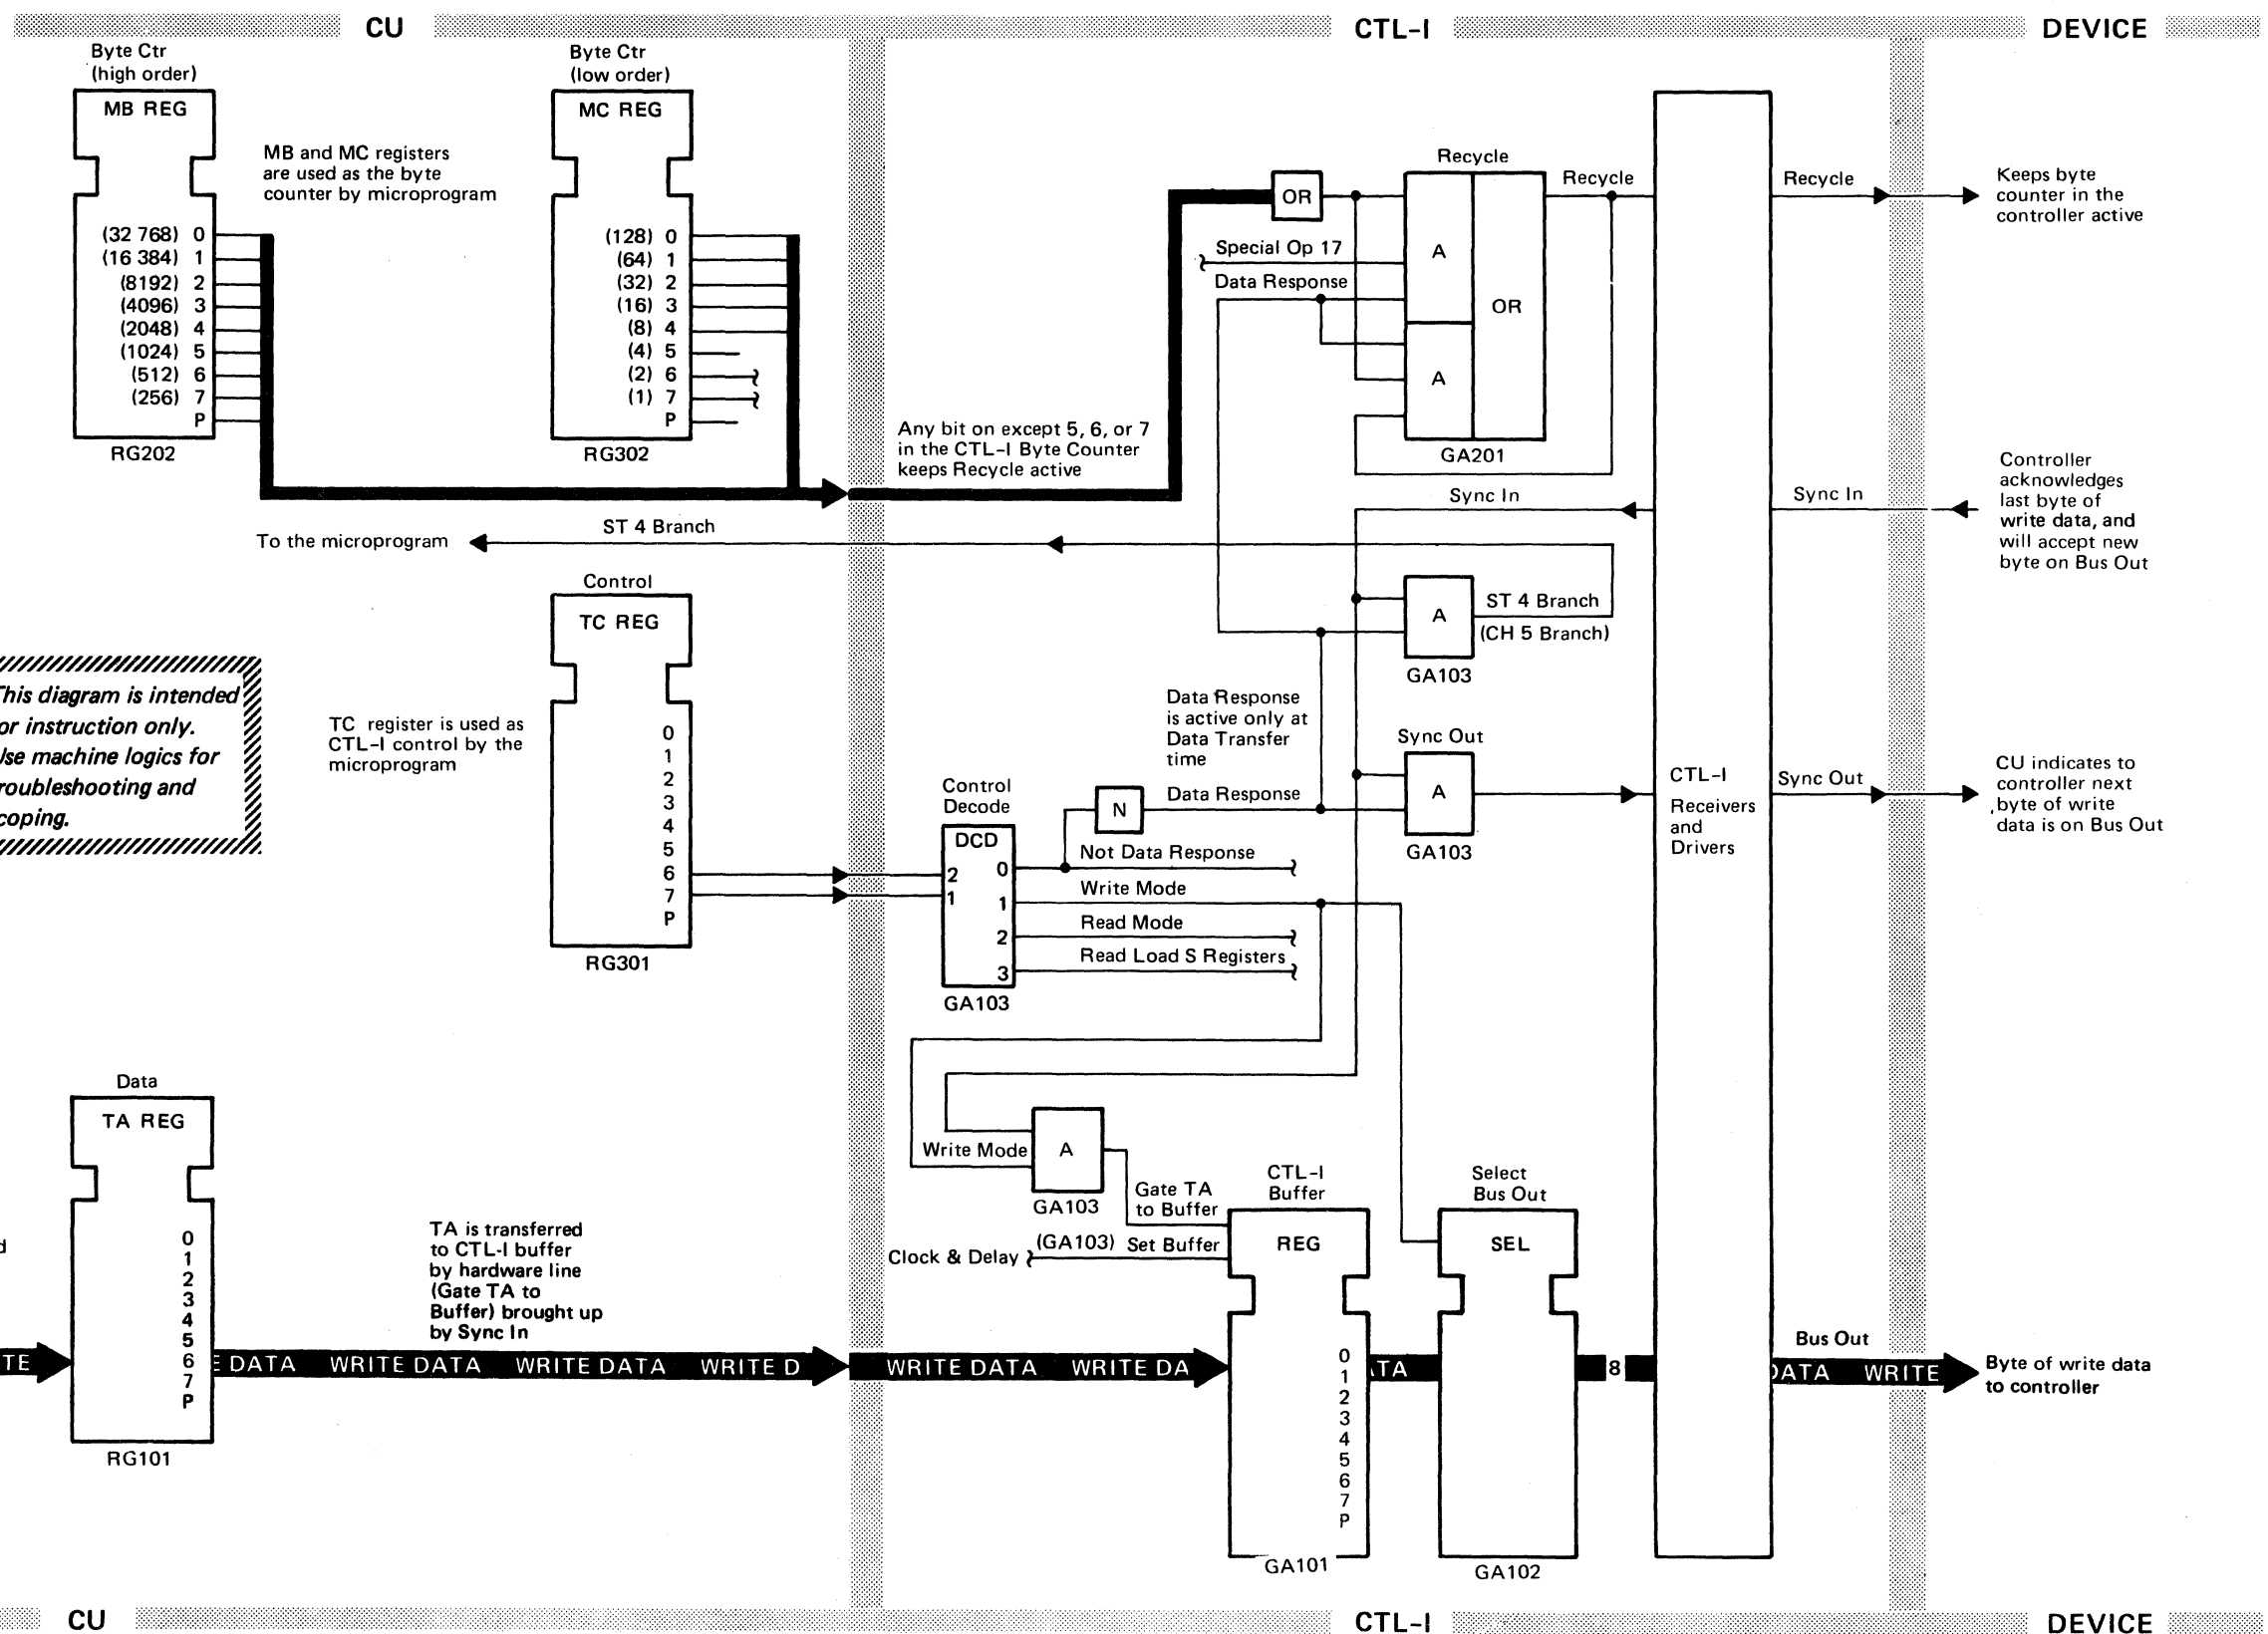 CU
CTL-I
DEVICE
Byte Ctr
(high order)
MB REG
(32 768) 0
(16 384) 1
(8192) 2
(4096) 3
(2048) 4
(1024) 5
(512) 6
(256) 7
P
RG202
MB and MC registers
are used as the byte
counter by microprogram
Byte Ctr
(low order)
MC REG
(128) 0
(64) 1
(32) 2
(16) 3
(8) 4
(4) 5
(2) 6
(1) 7
P
RG302
Any bit on except 5, 6, or 7
in the CTL-I Byte Counter
keeps Recycle active
OR
Special Op 17
Data Response
Recycle
A
A
OR
GA201
Recycle
Recycle
Keeps byte
counter in the
controller active
Sync In
Sync In
Controller
acknowledges
last byte of
write data, and
will accept new
byte on Bus Out
To the microprogram
ST 4 Branch
A
ST 4 Branch
(CH 5 Branch)
GA103
This diagram is intended
or instruction only.
Use machine logics for
roubleshooting and
coping.
TC register is used as
CTL-I control by the
microprogram
Control
TC REG
0
1
2
3
4
5
6
7
P
RG301
Data Response
is active only at
Data Transfer
time
Control
Decode
DCD
2
1
0
1
2
3
GA103
N
Data Response
Not Data Response
Write Mode
Read Mode
Read Load S Registers
Sync Out
A
GA103
CTL-I
Receivers
and
Drivers
Sync Out
CU indicates to
controller next
byte of write
data is on Bus Out
Data
TA REG
0
1
2
3
4
5
6
7
P
RG101
d
TE
TA is transferred
to CTL-I buffer
by hardware line
(Gate TA to
Buffer) brought up
by Sync In
E DATA WRITE DATA WRITE DATA WRITE D
WRITE DATA WRITE DA
Write Mode
A
GA103
Gate TA
to Buffer
Clock & Delay
(GA103) Set Buffer
CTL-I
Buffer
REG
0
1
2
3
4
5
6
7
P
GA101
ATA
Select
Bus Out
SEL
GA102
8
Bus Out
DATA WRITE
Byte of write data
to controller
CU
CTL-I
DEVICE